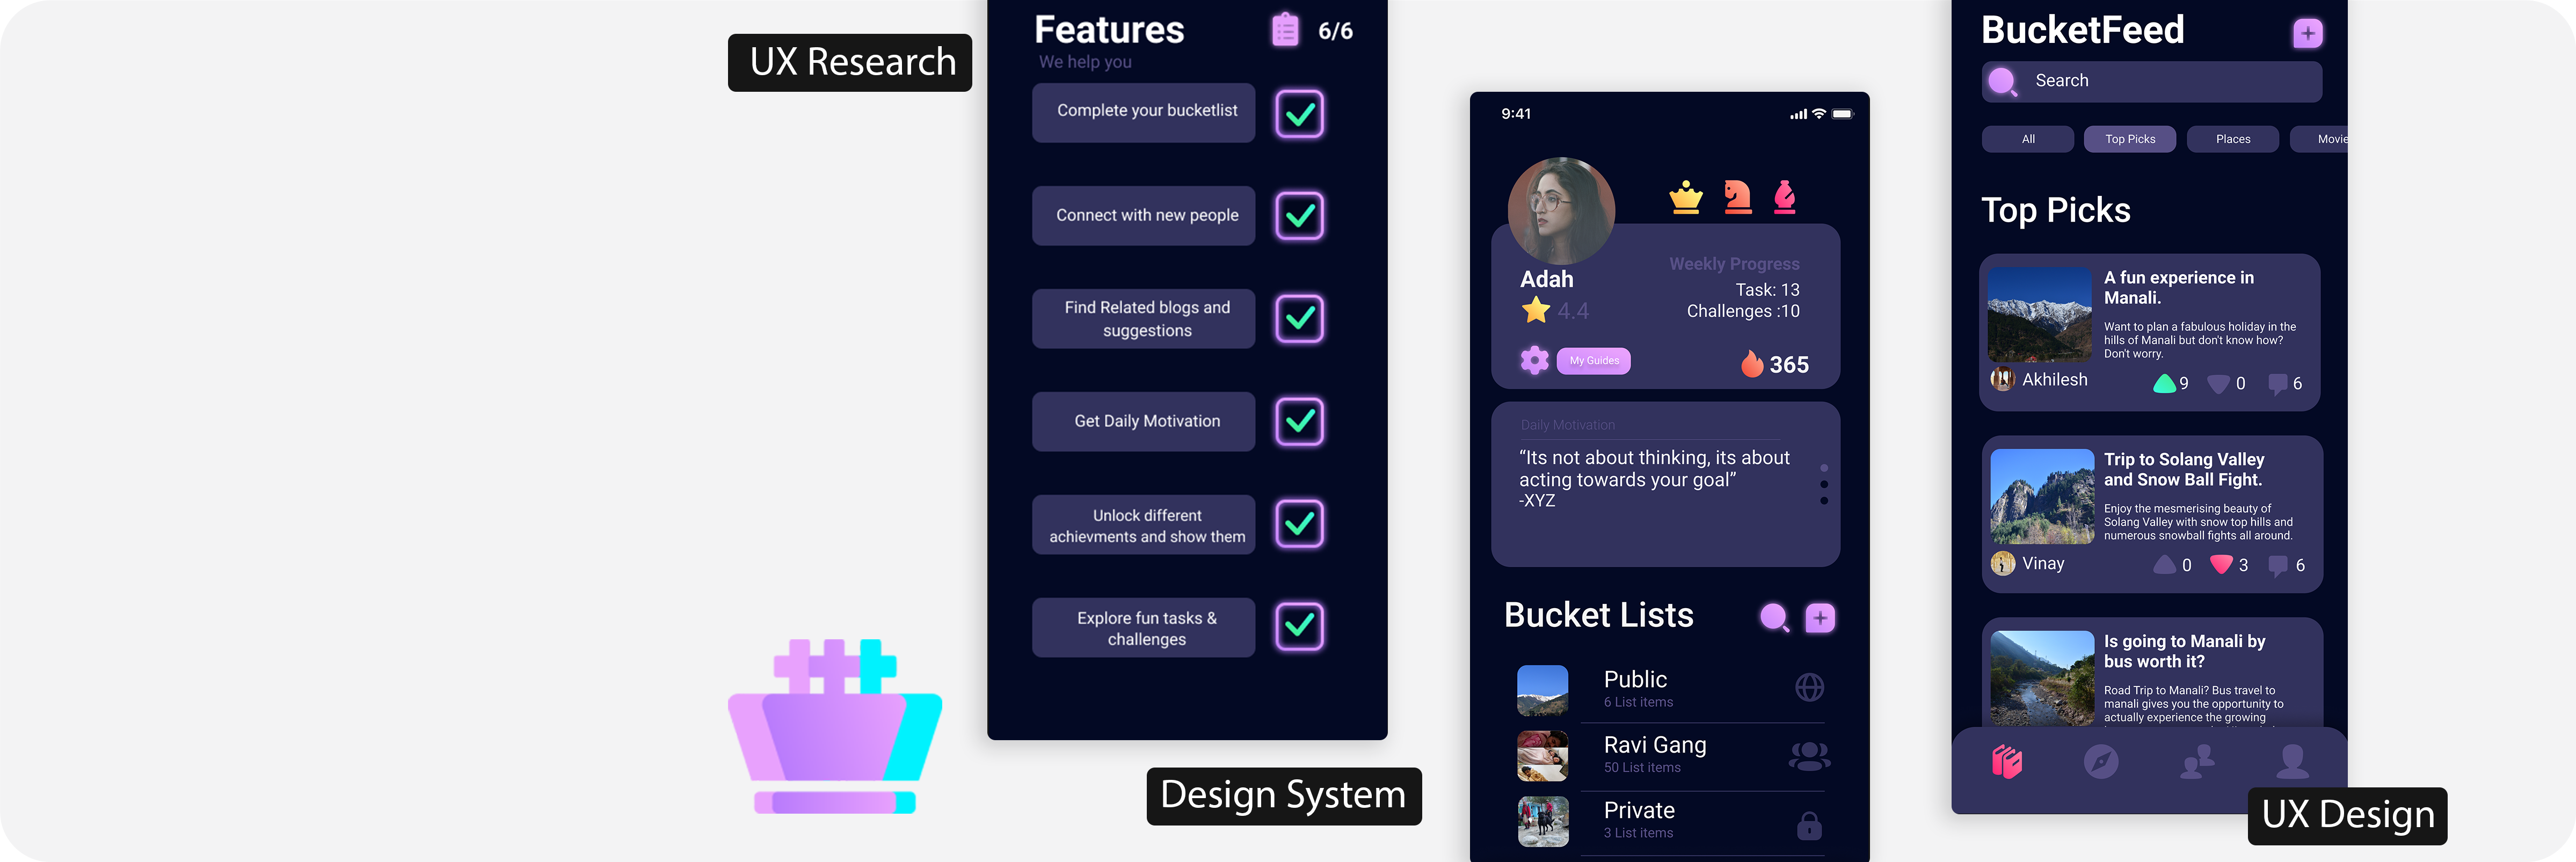 UX Research
Features
6/6
We help you
Complete your bucketlist
Connect with new people
Find Related blogs and
suggestions
Get Daily Motivation
Unlock different
achievments and show them
Explore fun tasks &
challenges
Design System
9:41
Adah
4.4
Weekly Progress
Task: 13
Challenges :10
My Guides
365
Daily Motivation
“Its not about thinking, its about
acting towards your goal”
-XYZ
Bucket Lists
Public
6 List items
Ravi Gang
50 List items
Private
3 List items
BucketFeed
Search
All
Top Picks
Places
Movie
Top Picks
A fun experience in
Manali.
Want to plan a fabulous holiday in the
hills of Manali but don't know how?
Don't worry.
Akhilesh
9
0
6
Trip to Solang Valley
and Snow Ball Fight.
Enjoy the mesmerising beauty of
Solang Valley with snow top hills and
numerous snowball fights all around.
Vinay
0
3
6
Is going to Manali by
bus worth it?
Road Trip to Manali? Bus travel to
manali gives you the opportunity to
actually experience the growing
UX Design